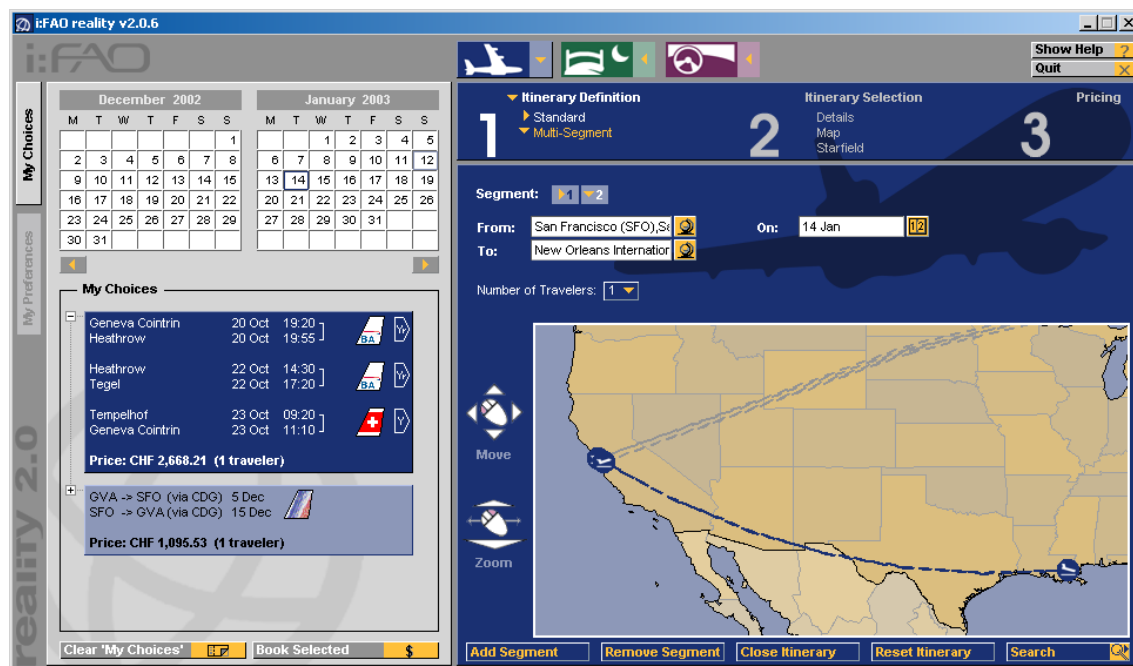 i:FAO reality v2.0.6
i:FAO
Show Help ?
Quit X
My Choices
My Preferences
reality 2.0
December 2002
M T W T F S S
1
2 3 4 5 6 7 8
9 10 11 12 13 14 15
16 17 18 19 20 21 22
23 24 25 26 27 28 29
30 31
January 2003
M T W T F S S
1 2 3 4 5
6 7 8 9 10 11 12
13 14 15 16 17 18 19
20 21 22 23 24 25 26
27 28 29 30 31
My Choices
Geneva Cointrin 20 Oct 19:20
Heathrow 20 Oct 19:55
BA
Heathrow 22 Oct 14:30
Tegel 22 Oct 17:20
BA
Tempelhof 23 Oct 09:20
Geneva Cointrin 23 Oct 11:10
Y
Price: CHF 2,668.21 (1 traveler)
GVA -> SFO (via CDG) 5 Dec
SFO -> GVA (via CDG) 15 Dec
Price: CHF 1,095.53 (1 traveler)
Clear 'My Choices'
Book Selected $
1 Itinerary Definition
Standard
Multi-Segment
2 Itinerary Selection
Details
Map
Starfield
3 Pricing
Segment: 1 2
From: San Francisco (SFO),Sa
On: 14 Jan 12
To: New Orleans Internation
Number of Travelers: 1
Move
Zoom
Add Segment
Remove Segment
Close Itinerary
Reset Itinerary
Search